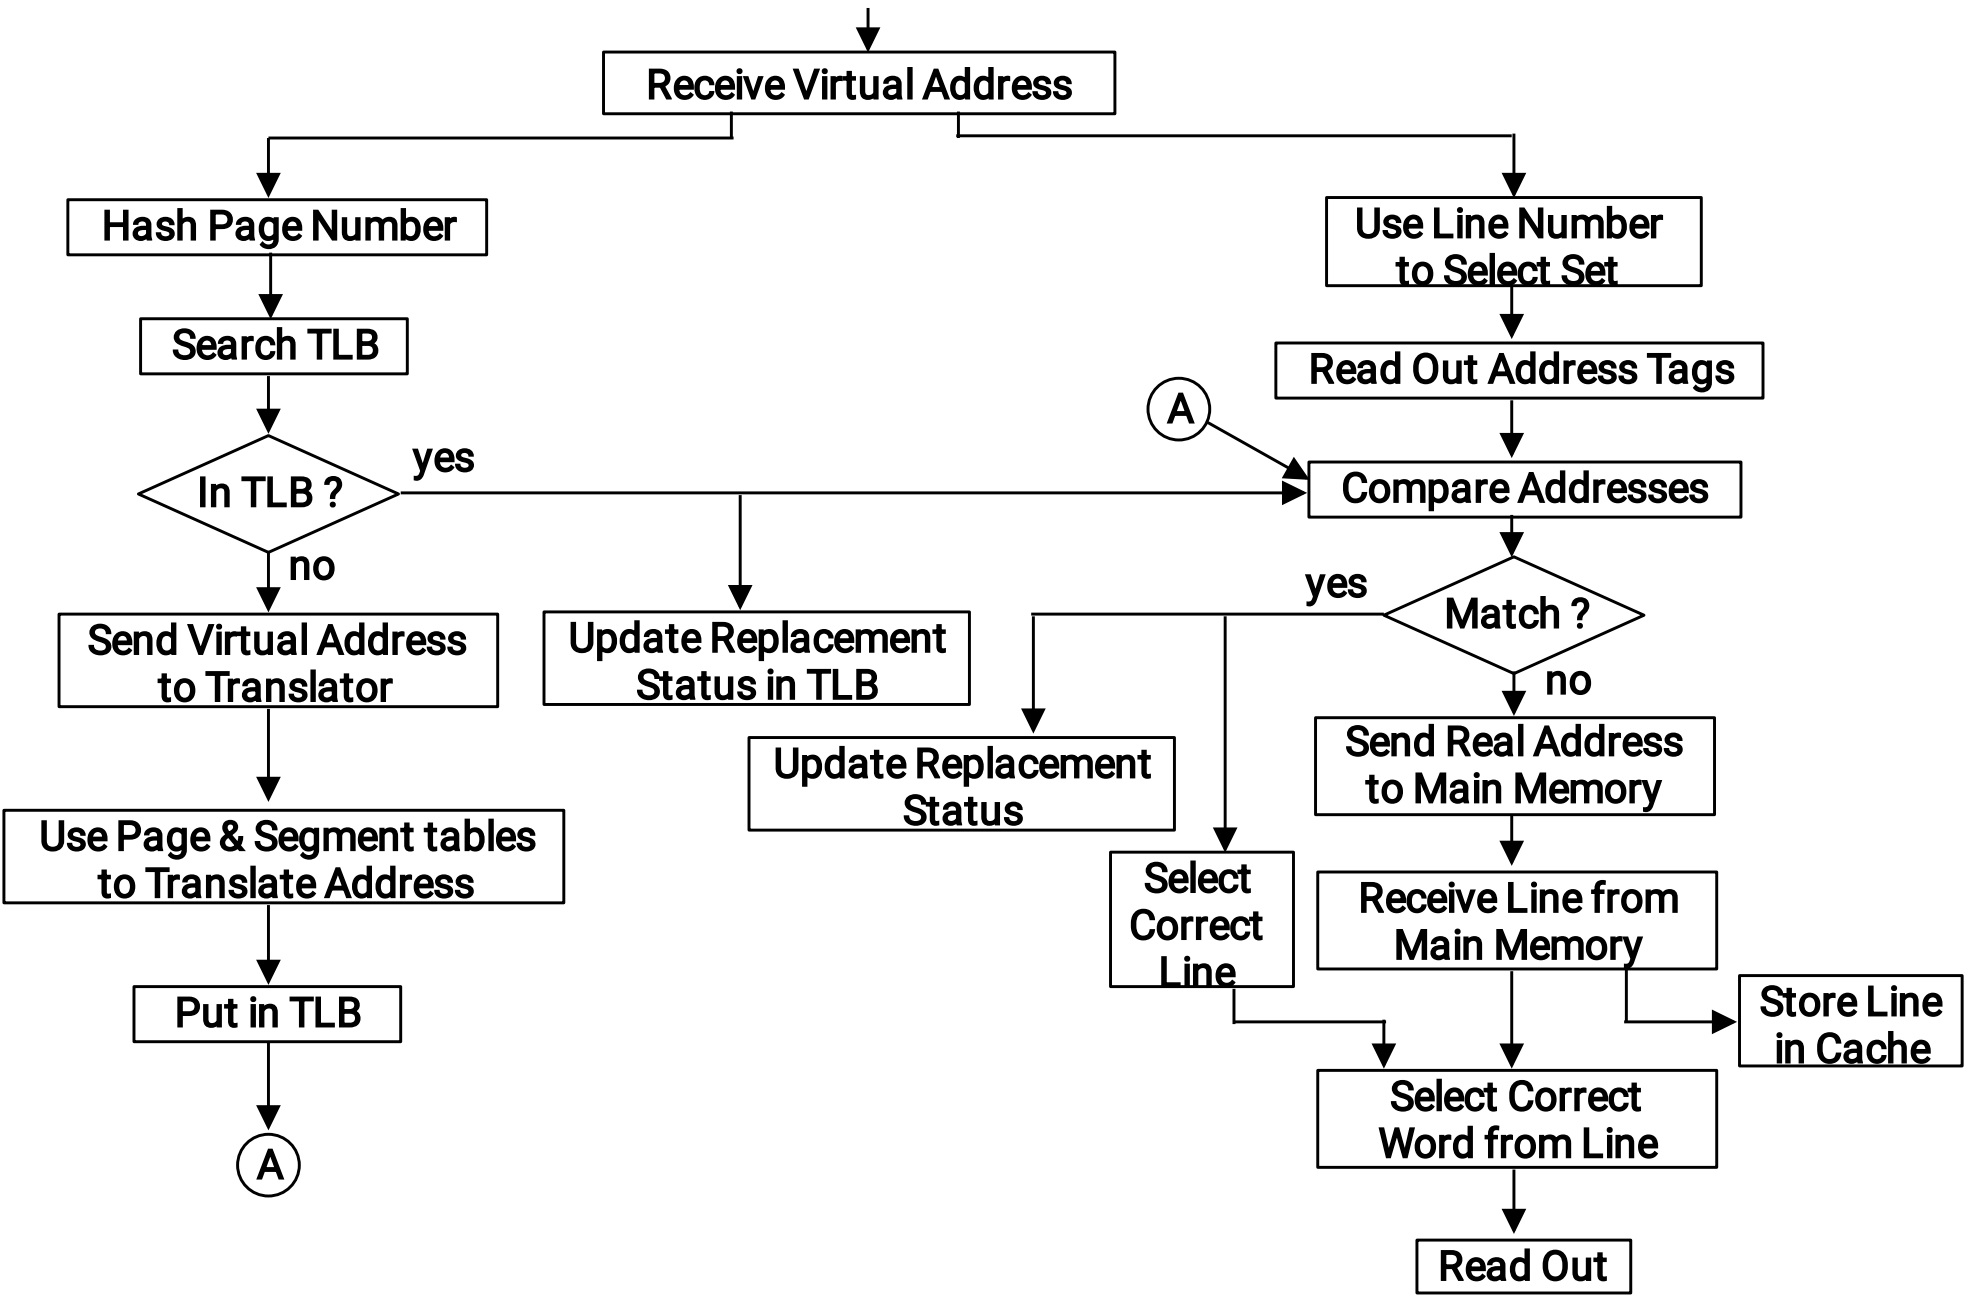 Receive Virtual Address
Hash Page Number
Use Line Number
to Select Set
Search TLB
Read Out Address Tags
A
yes
In TLB ?
Compare Addresses
no
yes
Match ?
Send Virtual Address
to Translator
Update Replacement
Status in TLB
no
Update Replacement
Status
Send Real Address
to Main Memory
Use Page & Segment tables
to Translate Address
Select
Correct
Line
Receive Line from
Main Memory
Put in TLB
Store Line
in Cache
Select Correct
Word from Line
A
Read Out